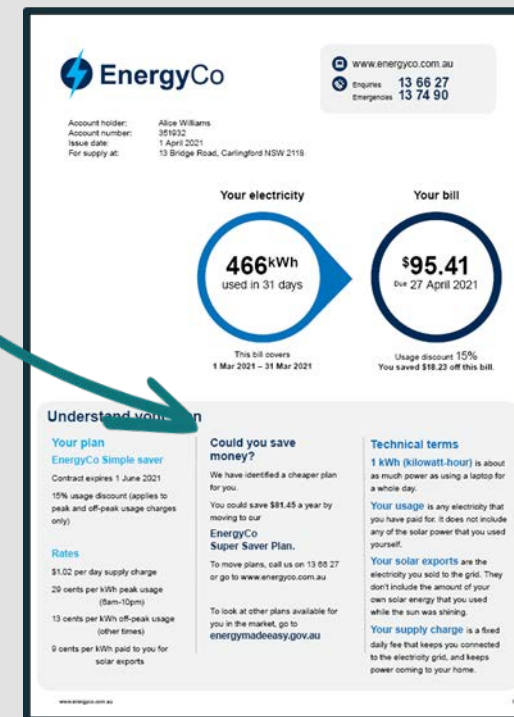 EnergyCo
www.energyco.com.au
Enquiries 13 66 27
Emergencies 13 74 90
Account holder: Alice Williams
Account number: 351932
Issue date: 1 April 2021
For supply at: 13 Bridge Road, Carlingford NSW 2118
Your electricity
466kWh
used in 31 days
This bill covers
1 Mar 2021 – 31 Mar 2021
Your bill
$95.41
Due 27 April 2021
Usage discount 15%
You saved $18.23 off this bill.
Understand your
Your plan
EnergyCo Simple saver
Contract expires 1 June 2021
15% usage discount (applies to
peak and off-peak usage charges
only)
Rates
$1.02 per day supply charge
29 cents per kWh peak usage
(6am-10pm)
13 cents per kWh off-peak usage
(other times)
9 cents per kWh paid to you for
solar exports
Could you save
money?
We have identified a cheaper plan
for you.
You could save $81.45 a year by
moving to our
EnergyCo
Super Saver Plan.
To move plans, call us on 13 66 27
or go to www.energyco.com.au
To look at other plans available for
you in the market, go to
energymadeeasy.gov.au
Technical terms
1 kWh (kilowatt-hour) is about
as much power as using a laptop for
a whole day.
Your usage is any electricity that
you have paid for. It does not include
any of the solar power that you used
yourself.
Your solar exports are the
electricity you sold to the grid. They
don't include the amount of your
own solar energy that you used
while the sun was shining.
Your supply charge is a fixed
daily fee that keeps you connected
to the electricity grid, and keeps
power coming to your home.
www.energyco.com.au